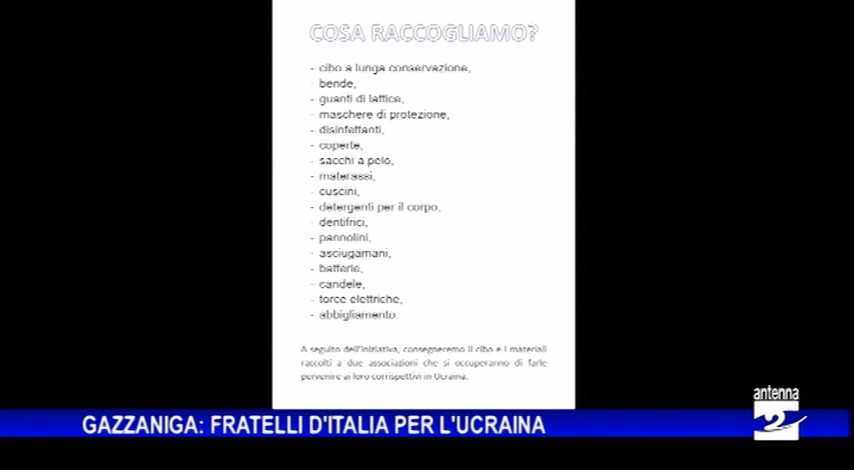 COSA RACCOGLIAMO?
- cibo a lunga conservazione,
- bende,
- guanti di lattice,
- maschere di protezione,
- disinfettanti,
- coperte,
- sacchi a pelo,
- materassi,
- cuscini,
- detergenti per il corpo,
- dentifrici,
- pannolini,
- asciugamani,
- batterie,
- candele,
- torce elettriche,
- abbigliamento.
A seguito dell'iniziativa, consegneremo il cibo e i materiali
raccolti a due associazioni che si occuperanno di farle
pervenire ai loro corrispettivi in Ucraina.
antenna
2
GAZZANIGA: FRATELLI D'ITALIA PER L'UCRAINA